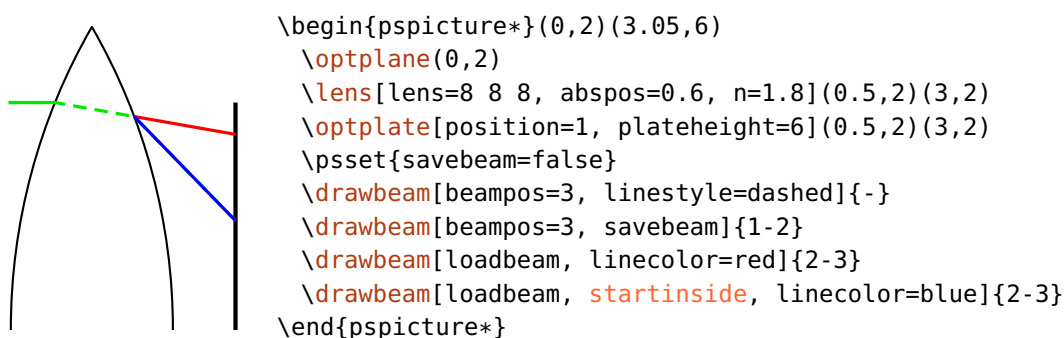 \begin{pspicture*}(0,2)(3.05,6)
\optplane(0,2)
\lens[lens=8 8 8, abspos=0.6, n=1.8](0.5,2)(3,2)
\optplate[position=1, plateheight=6](0.5,2)(3,2)
\psset{savebeam=false}
\drawbeam[beampos=3, linestyle=dashed]{-}
\drawbeam[beampos=3, savebeam]{1-2}
\drawbeam[loadbeam, linecolor=red]{2-3}
\drawbeam[loadbeam, startinside, linecolor=blue]{2-3}
\end{pspicture*}